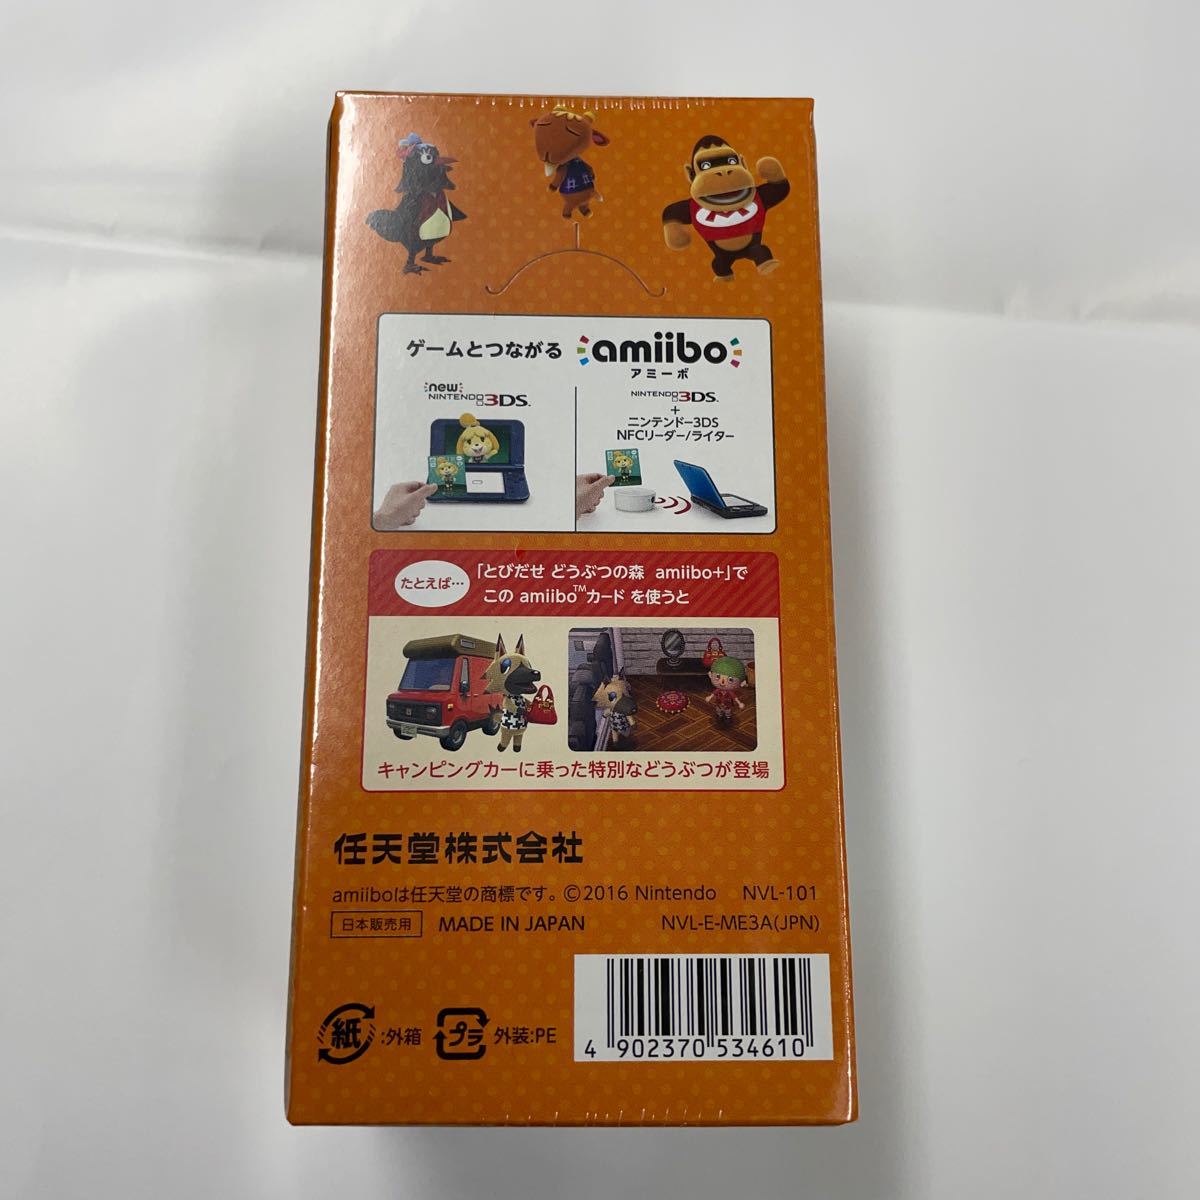 ゲームとつながる amiibo
アミーボ
new
NINTENDO3DS
NINTENDO3DS
+
ニンテンドー3DS
NFCリーダー/ライター
たとえば…
「とびだせ どうぶつの森 amiibo+」で
この amiibo™カード を使うと
キャンピングカーに乗った特別などうぶつが登場
任天堂株式会社
amiiboは任天堂の商標です。©2016 Nintendo NVL-101
日本販売用 MADE IN JAPAN NVL-E-ME3A(JPN)
紙 :外箱 プラ 外装:PE
4 902370 534610